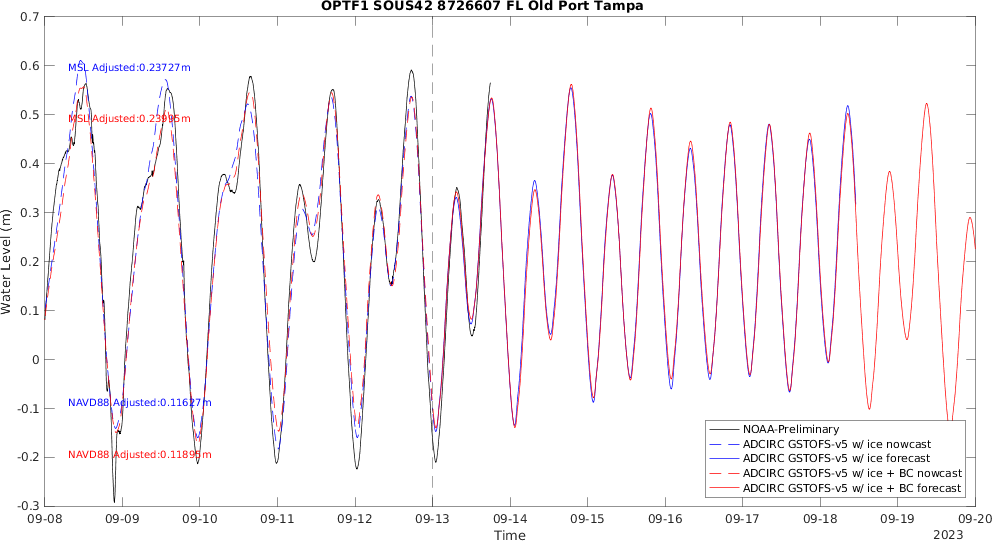 OPTF1 SOUS42 8726607 FL Old Port Tampa
0.7
0.6
0.5
0.4
0.3
0.2
0.1
0
-0.1
-0.2
-0.3
Water Level (m)
MSL Adjusted:0.23727m
MSL Adjusted:0.23995m
NAVD88 Adjusted:0.11627m
NAVD88 Adjusted:0.11895m
NOAA-Preliminary
ADCIRC GSTOFS-v5 w/ ice nowcast
ADCIRC GSTOFS-v5 w/ ice forecast
ADCIRC GSTOFS-v5 w/ ice + BC nowcast
ADCIRC GSTOFS-v5 w/ ice + BC forecast
09-08 09-09 09-10 09-11 09-12 09-13 09-14 09-15 09-16 09-17 09-18 09-19 09-20
Time
2023